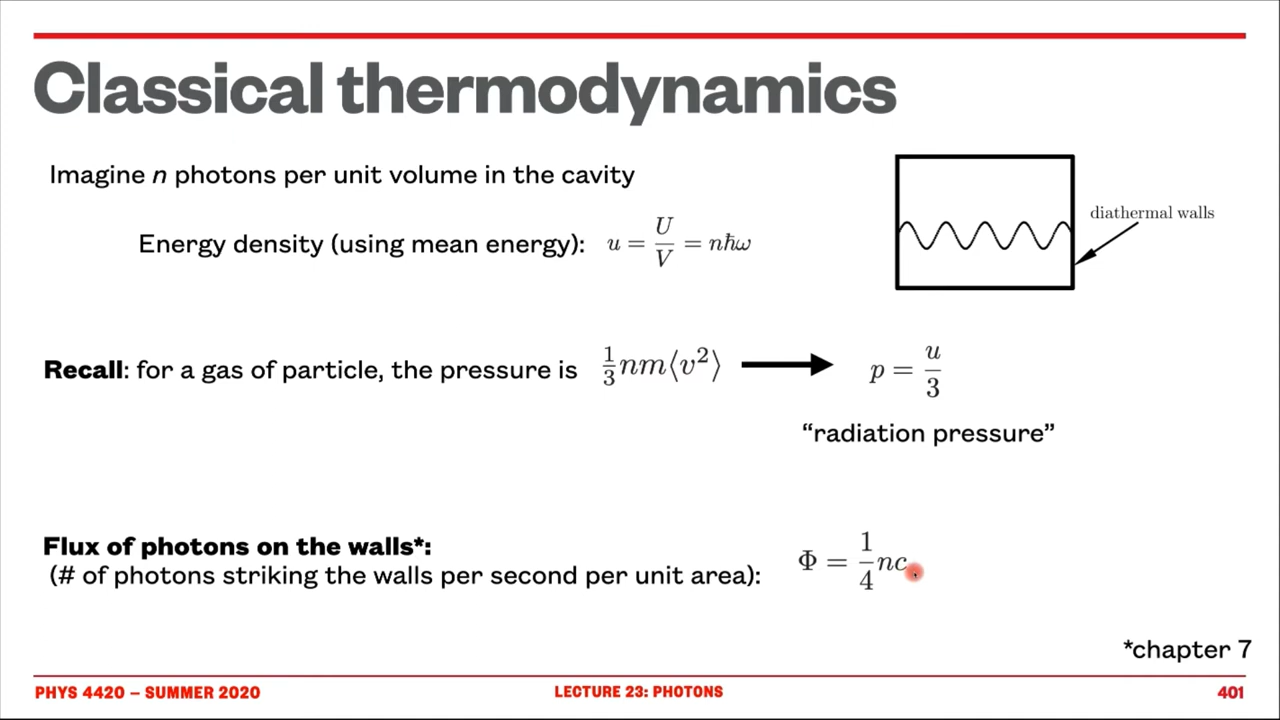 Classical thermodynamics
Imagine n photons per unit volume in the cavity
diathermal walls
Energy density (using mean energy): u = U/V = nħω
Recall: for a gas of particle, the pressure is 1/3 nm⟨v²⟩ → p = u/3
“radiation pressure”
Flux of photons on the walls*:
(# of photons striking the walls per second per unit area): Φ = 1/4 nc
*chapter 7
PHYS 4420 – SUMMER 2020 LECTURE 23: PHOTONS 401